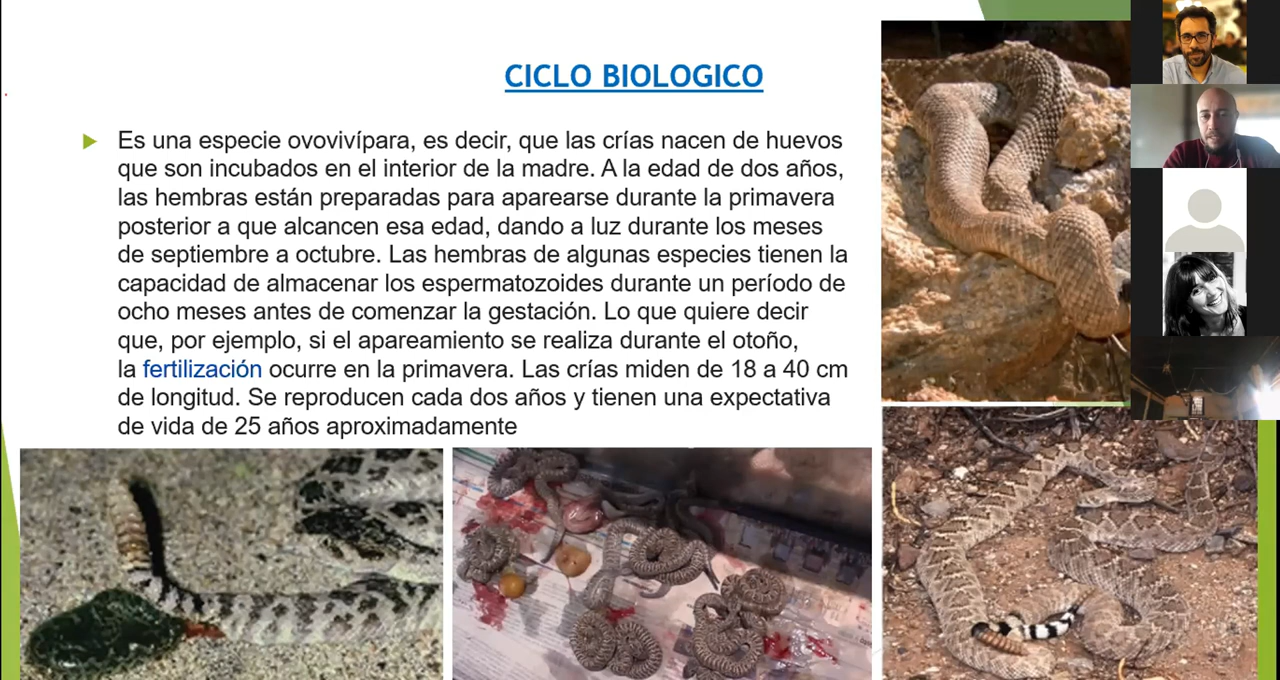 CICLO BIOLOGICO
Es una especie ovovivípara, es decir, que las crías nacen de huevos
que son incubados en el interior de la madre. A la edad de dos años,
las hembras están preparadas para aparearse durante la primavera
posterior a que alcancen esa edad, dando a luz durante los meses
de septiembre a octubre. Las hembras de algunas especies tienen la
capacidad de almacenar los espermatozoides durante un período de
ocho meses antes de comenzar la gestación. Lo que quiere decir
que, por ejemplo, si el apareamiento se realiza durante el otoño,
la fertilización ocurre en la primavera. Las crías miden de 18 a 40 cm
de longitud. Se reproducen cada dos años y tienen una expectativa
de vida de 25 años aproximadamente